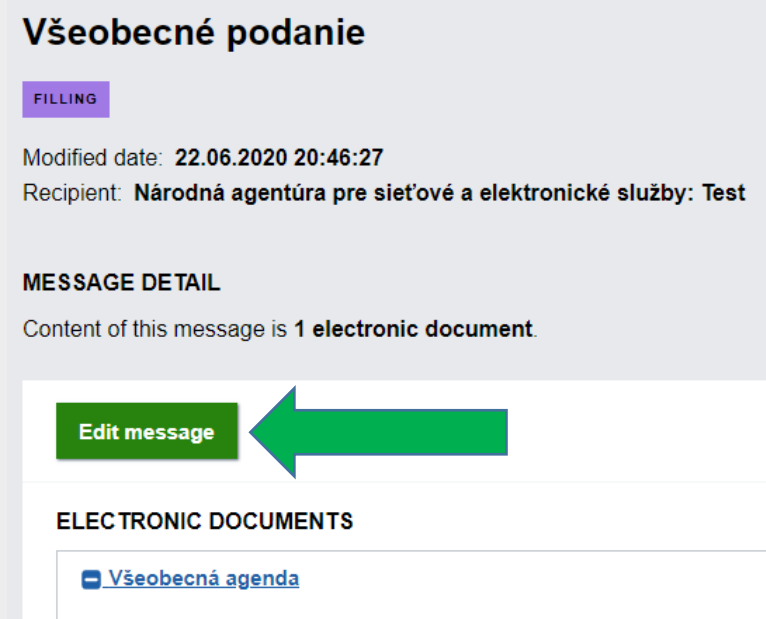 Všeobecné podanie
FILLING
Modified date: 22.06.2020 20:46:27
Recipient: Národná agentúra pre sieťové a elektronické služby: Test
MESSAGE DETAIL
Content of this message is 1 electronic document.
Edit message
ELECTRONIC DOCUMENTS
Všeobecná agenda